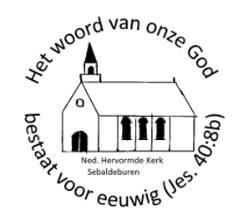 Het woord van onze God
Ned. Hervormde Kerk
Sebaldeburen
bestaat voor eeuwig (Jes. 40:8b)